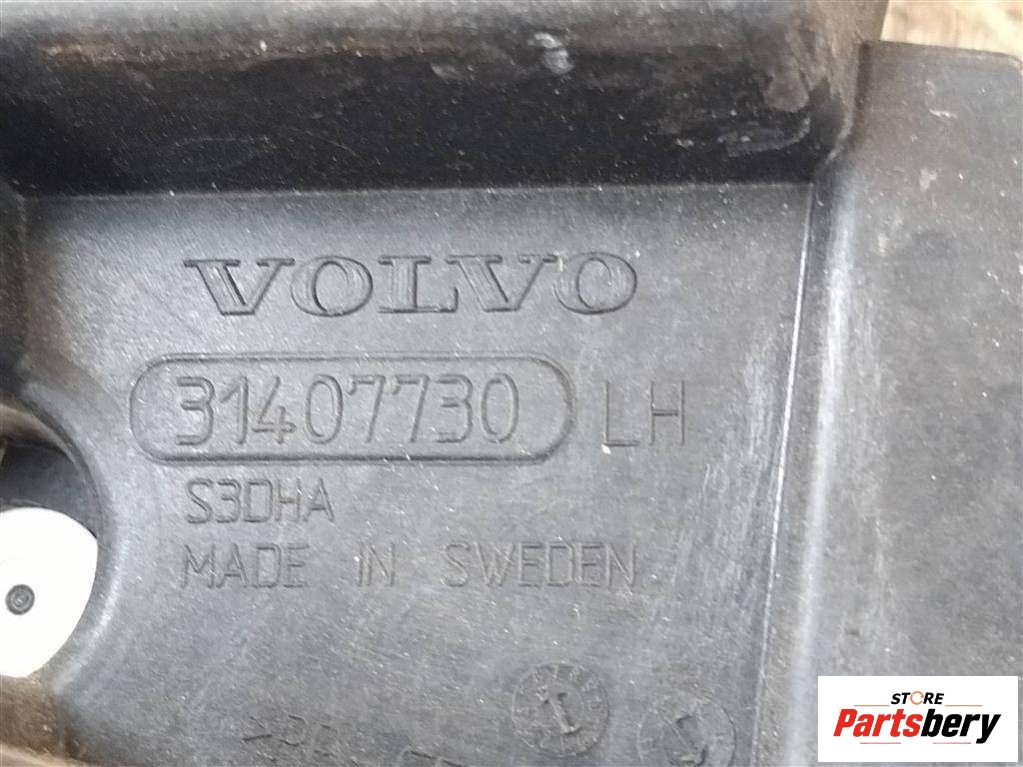 VOLVO
31407730 LH
S3DHA
MADE IN SWEDEN
STORE
Partsbery